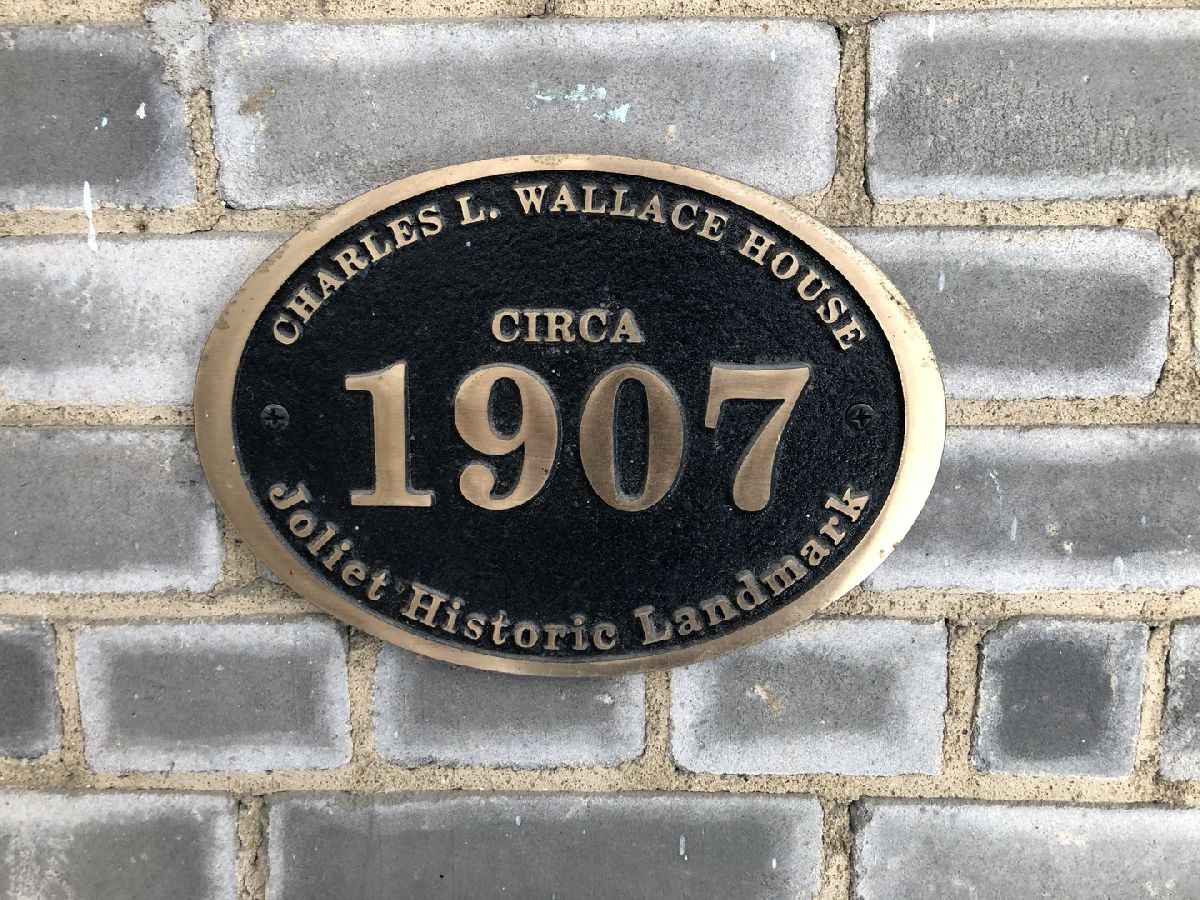 CHARLES L. WALLACE HOUSE
CIRCA
1907
Joliet Historic Landmark